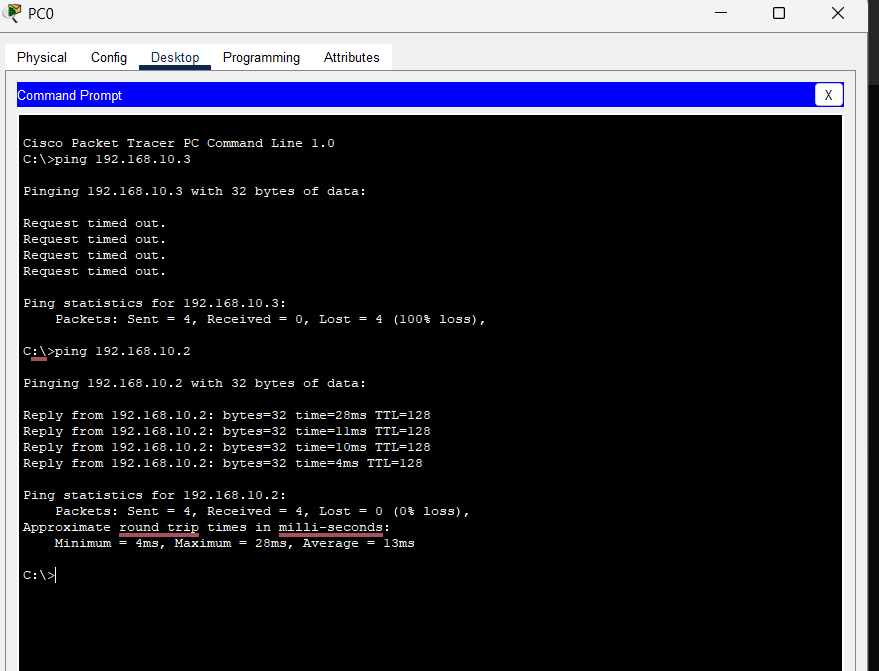 PC0
Physical Config Desktop Programming Attributes
Command Prompt
X
Cisco Packet Tracer PC Command Line 1.0
C:\>ping 192.168.10.3
Pinging 192.168.10.3 with 32 bytes of data:
Request timed out.
Request timed out.
Request timed out.
Request timed out.
Ping statistics for 192.168.10.3:
Packets: Sent = 4, Received = 0, Lost = 4 (100% loss),
C:\>ping 192.168.10.2
Pinging 192.168.10.2 with 32 bytes of data:
Reply from 192.168.10.2: bytes=32 time=28ms TTL=128
Reply from 192.168.10.2: bytes=32 time=11ms TTL=128
Reply from 192.168.10.2: bytes=32 time=10ms TTL=128
Reply from 192.168.10.2: bytes=32 time=4ms TTL=128
Ping statistics for 192.168.10.2:
Packets: Sent = 4, Received = 4, Lost = 0 (0% loss),
Approximate round trip times in milli-seconds:
Minimum = 4ms, Maximum = 28ms, Average = 13ms
C:\>